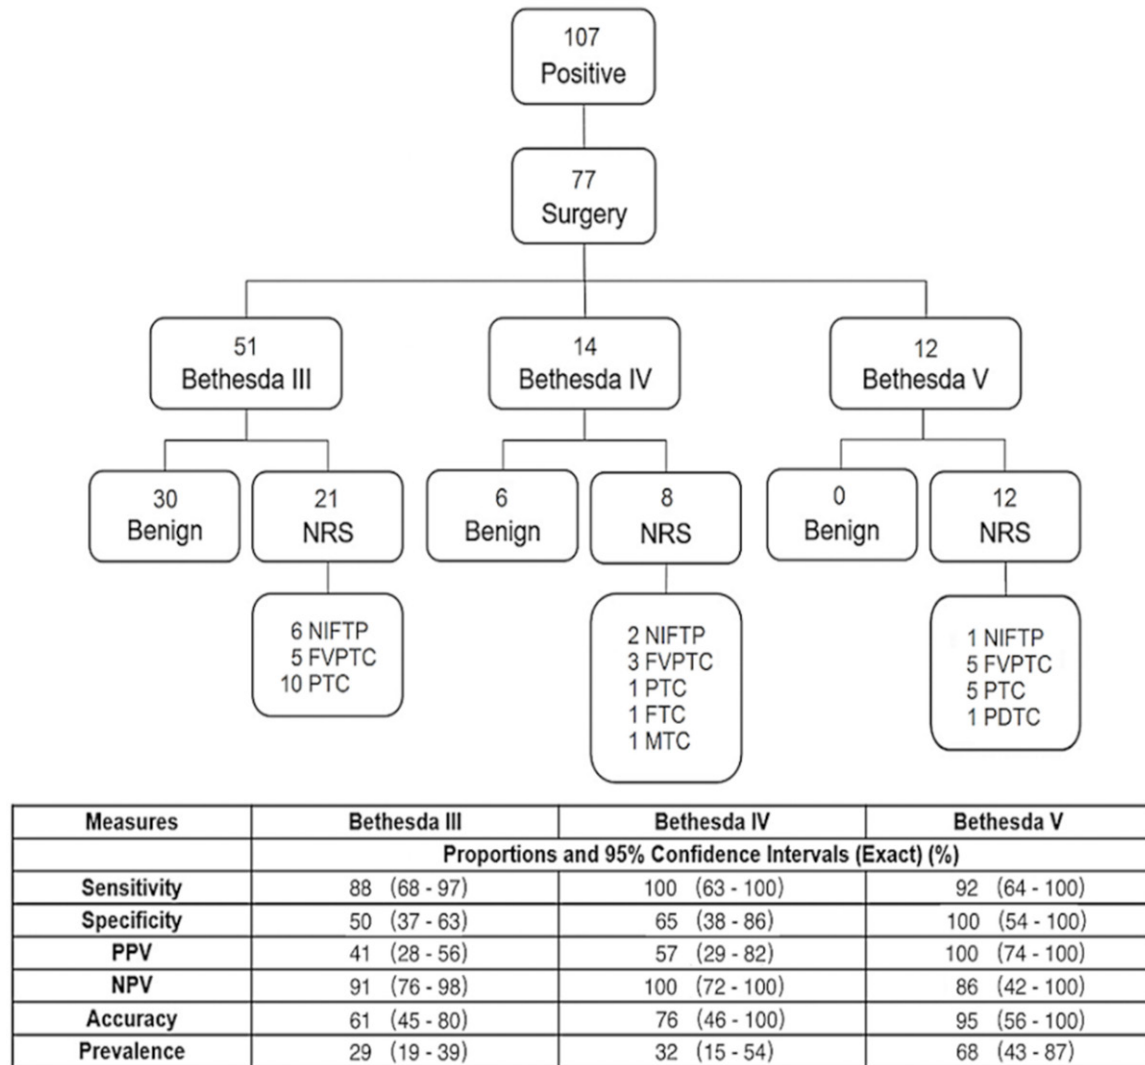 107
Positive
77
Surgery
51
Bethesda III
14
Bethesda IV
12
Bethesda V
30
Benign
21
NRS
6
Benign
8
NRS
0
Benign
12
NRS
6 NIFTP
5 FVPTC
10 PTC
2 NIFTP
3 FVPTC
1 PTC
1 FTC
1 MTC
1 NIFTP
5 FVPTC
5 PTC
1 PDTC
Measures Bethesda III Bethesda IV Bethesda V
Proportions and 95% Confidence Intervals (Exact) (%)
Sensitivity 88 (68 - 97) 100 (63 - 100) 92 (64 - 100)
Specificity 50 (37 - 63) 65 (38 - 86) 100 (54 - 100)
PPV 41 (28 - 56) 57 (29 - 82) 100 (74 - 100)
NPV 91 (76 - 98) 100 (72 - 100) 86 (42 - 100)
Accuracy 61 (45 - 80) 76 (46 - 100) 95 (56 - 100)
Prevalence 29 (19 - 39) 32 (15 - 54) 68 (43 - 87)